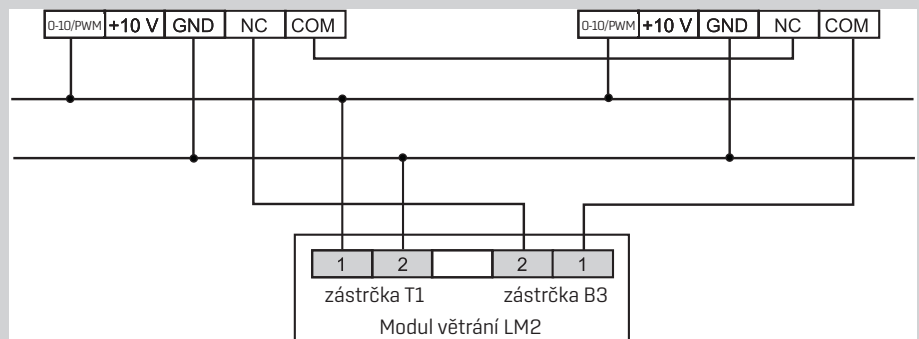 0-10/PWM +10 V GND NC COM 0-10/PWM +10 V GND NC COM
1 2 2 1
zástrčka T1 zástrčka B3
Modul větrání LM2